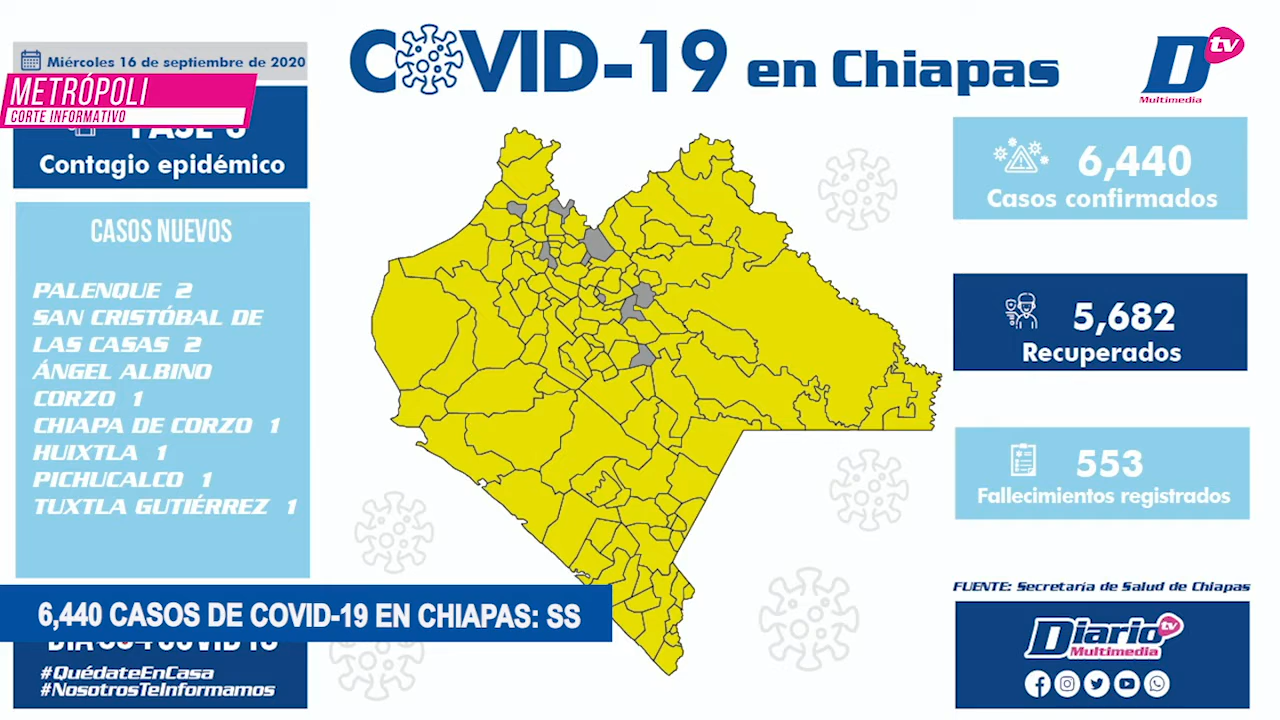 Miércoles 16 de septiembre de 2020
METRÓPOLI
CORTE INFORMATIVO
Contagio epidémico
CASOS NUEVOS
PALENQUE 2
SAN CRISTÓBAL DE
LAS CASAS 2
ÁNGEL ALBINO
CORZO 1
CHIAPA DE CORZO 1
HUIXTLA 1
PICHUCALCO 1
TUXTLA GUTIÉRREZ 1
6,440 CASOS DE COVID-19 EN CHIAPAS: SS
#QuédateEnCasa
#NosotrosTeInformamos
COVID-19 en Chiapas
D tv
Multimedia
6,440
Casos confirmados
5,682
Recuperados
553
Fallecimientos registrados
FUENTE: Secretaría de Salud de Chiapas
Diario tv
Multimedia